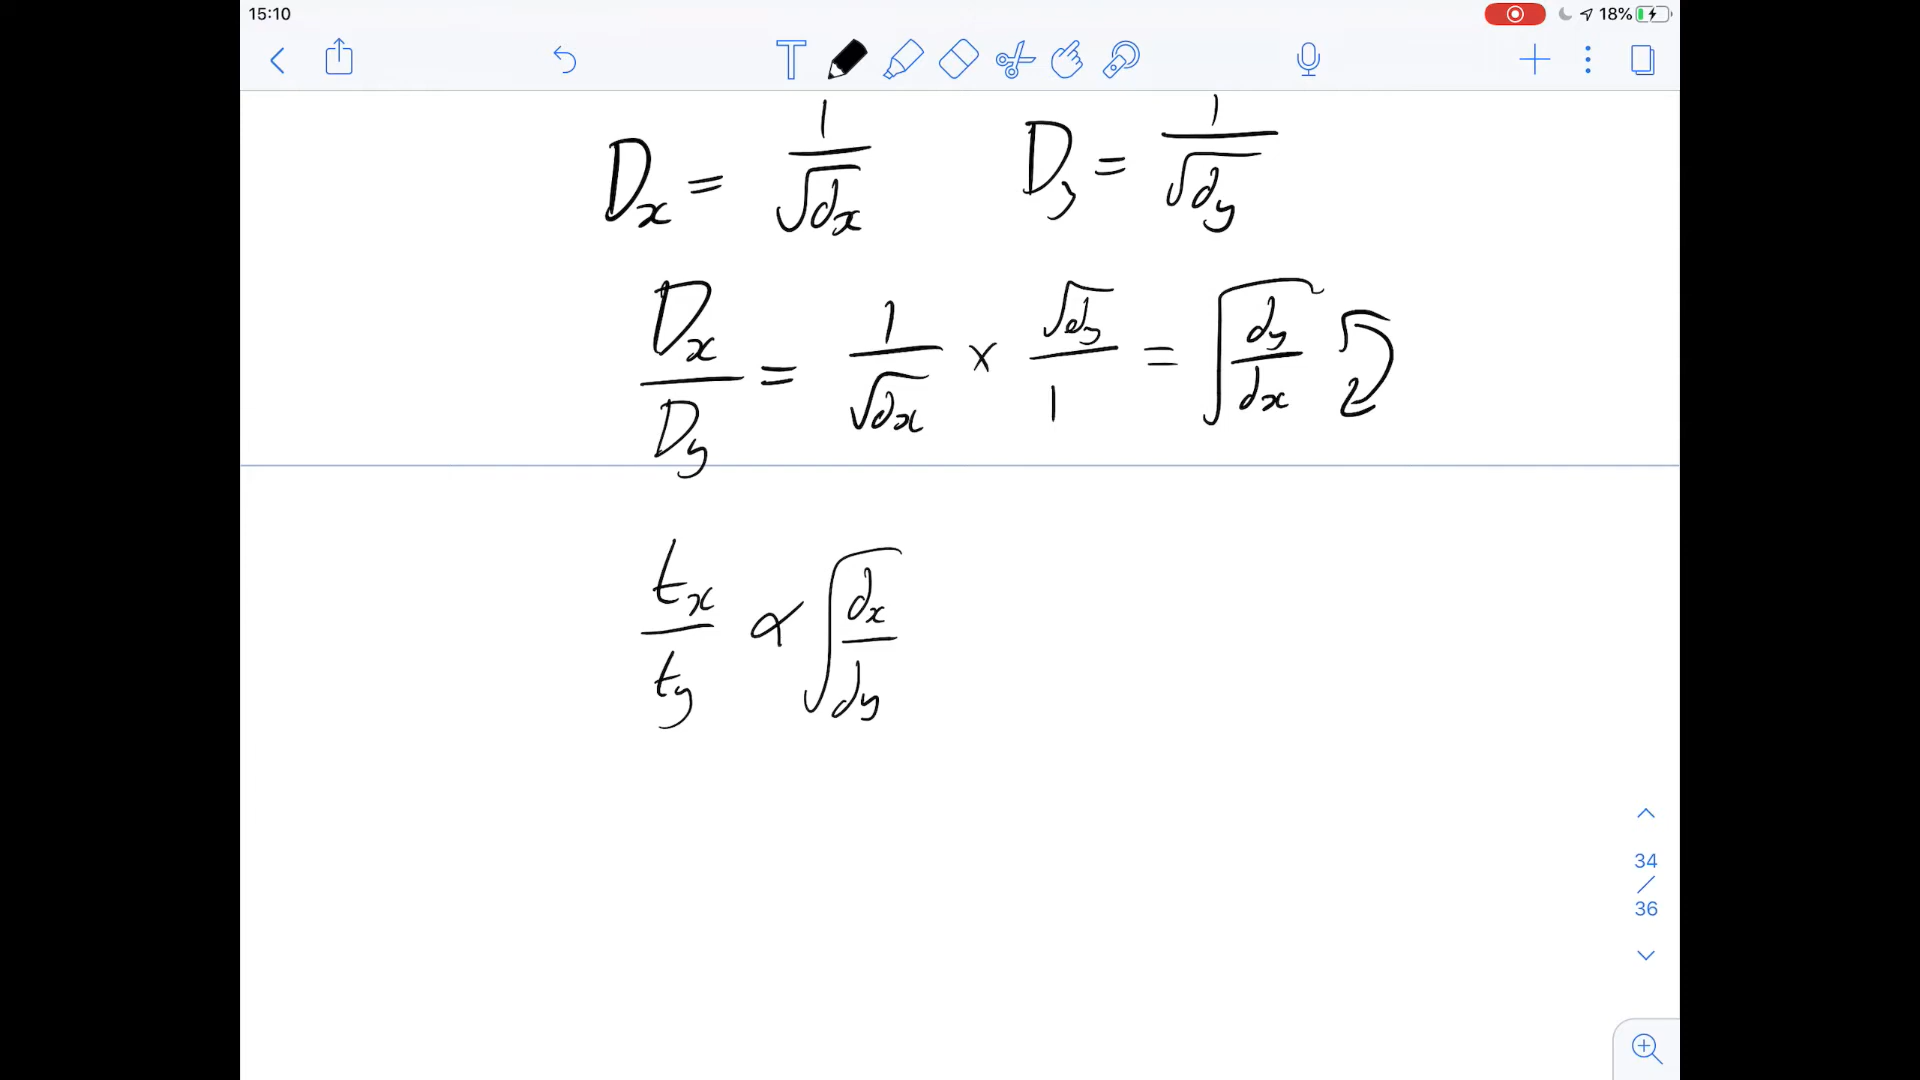 15:10 18%
T
Dx = 1/√dx Dy = 1/√dy
Dx/Dy = 1/√dx × √dy/1 = √(dy/dx)
tx/ty ∝ √(dx/dy)
34
/
36